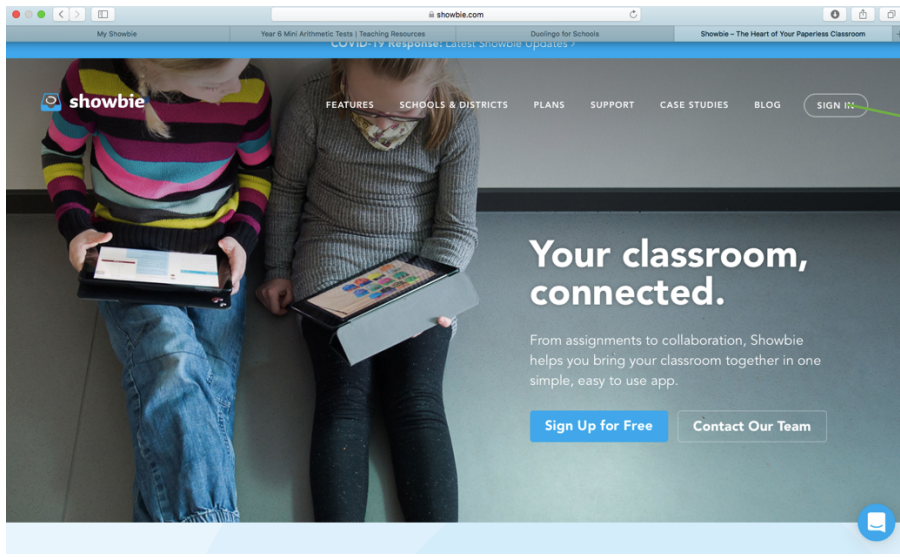 showbie.com
My Showbie
Year 6 Mini Arithmetic Tests | Teaching Resources
Duolingo for Schools
Showbie – The Heart of Your Paperless Classroom
COVID-19 Response: Latest Showbie Updates >
showbie
FEATURES
SCHOOLS & DISTRICTS
PLANS
SUPPORT
CASE STUDIES
BLOG
SIGN IN
Your classroom,
connected.
From assignments to collaboration, Showbie
helps you bring your classroom together in one
simple, easy to use app.
Sign Up for Free
Contact Our Team